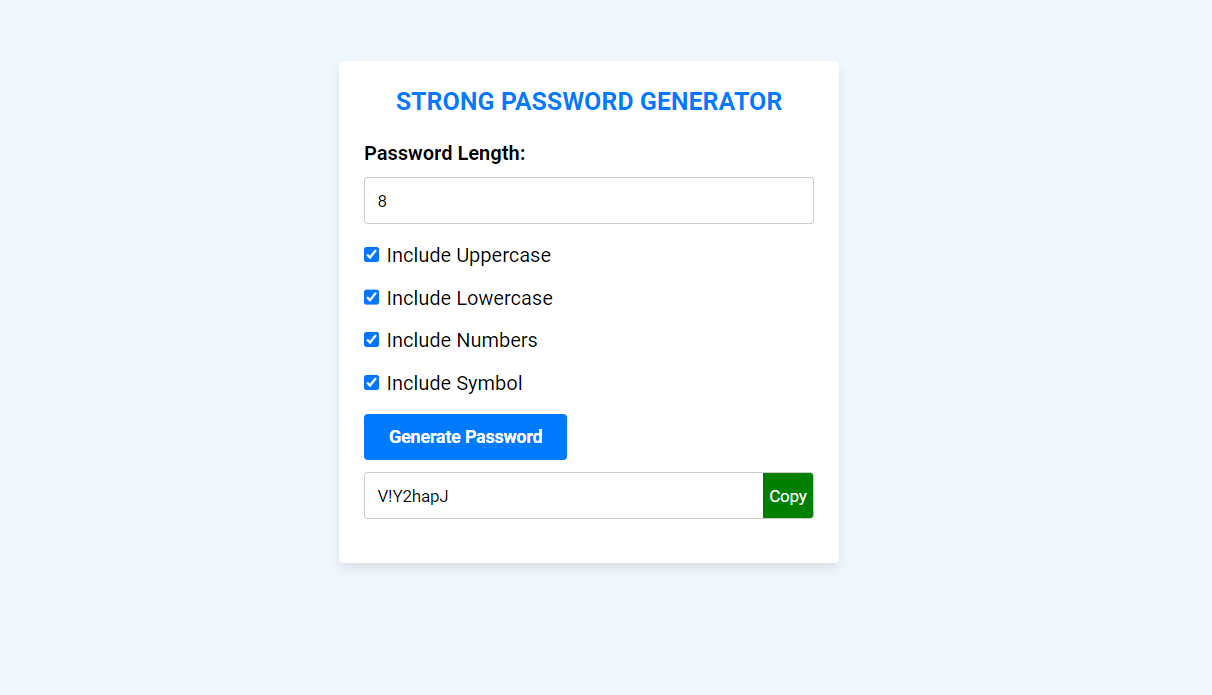 STRONG PASSWORD GENERATOR
Password Length:
8
Include Uppercase
Include Lowercase
Include Numbers
Include Symbol
Generate Password
V!Y2hapJ
Copy